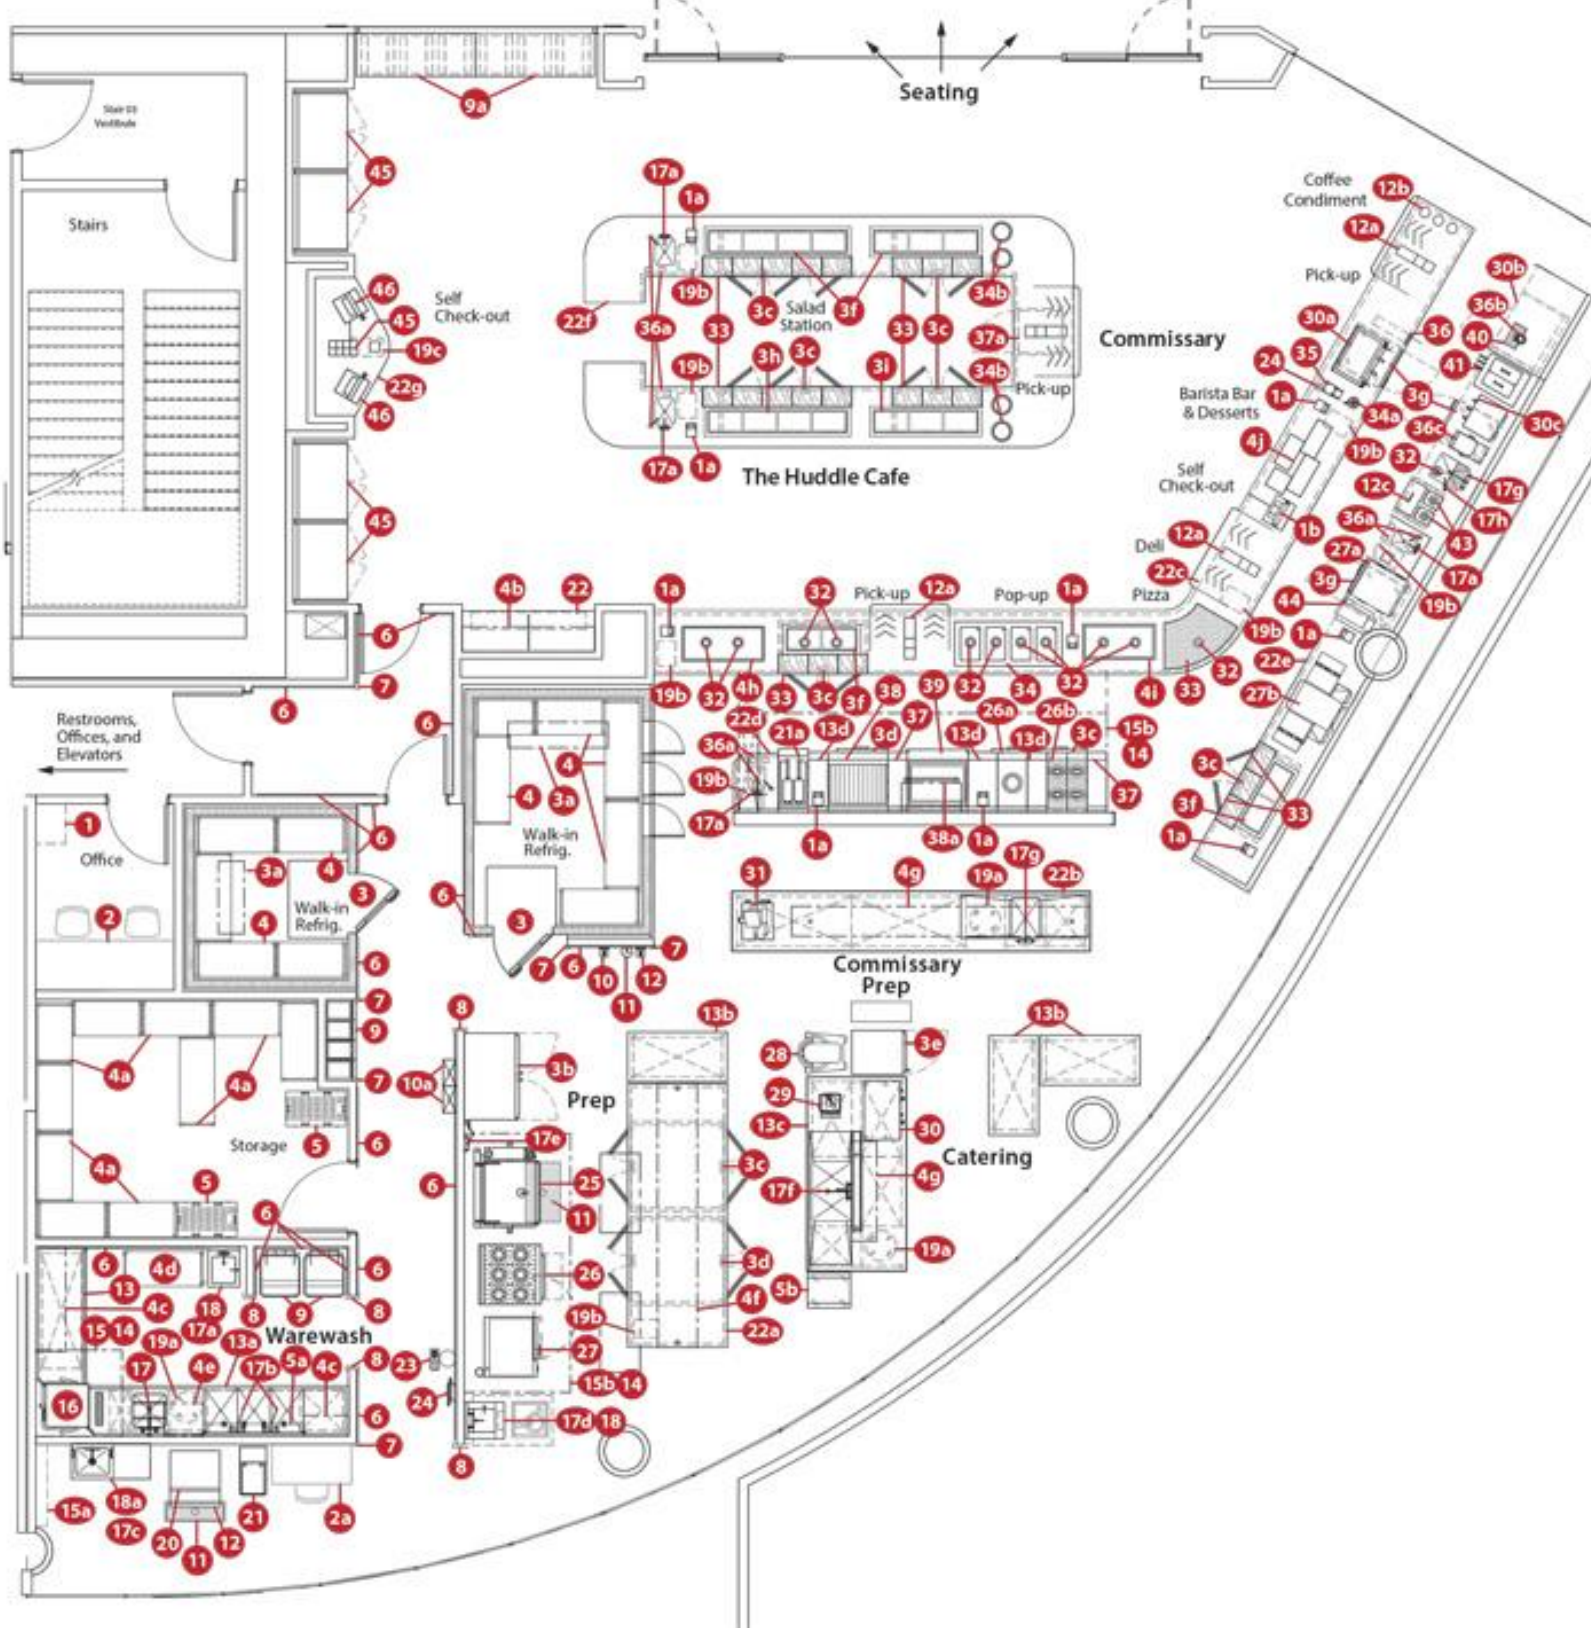 Seating
9a
Stair 03
Vestibule
45
Stairs
17a
1a
Coffee
Condiment
12b
12a
Pick-up
30b
46
Self
Check-out
45
19c
22g
46
22f
36a
19b
33
3c
Salad
Station
3f
33
3c
34b
37a
Pick-up
34b
19b
3h
3c
3i
17a
1a
The Huddle Cafe
Commissary
36b
30a
36
40
35
41
24
Barista Bar
& Desserts
1a
3g
34a
36c
30c
4j
19b
32
Self
Check-out
12c
17g
17h
1b
36a
43
Deli
12a
27a
17a
22c
3g
19b
44
45
4b
22
1a
32
Pick-up
12a
Pop-up
1a
Pizza
19b
1a
6
32
22e
7
19b
32
4h
33
3c
3f
38
39
32
34
32
4i
33
27b
6
6
22d
21a
13d
3d
37
13d
26a
13d
26b
3c
15b
14
Restrooms,
Offices, and
Elevators
36a
4
3a
4
19b
17a
37
3c
33
3f
1
Office
6
Walk-in
Refrig.
1a
38a
1a
1a
3a
4
3
31
4g
19a
17g
22b
2
Walk-in
Refrig.
6
3
4
6
7
6
10
11
12
7
Commissary
Prep
7
9
7
8
13b
13b
28
3e
4a
4a
10a
3b
Prep
29
13c
30
5
Storage
6
17e
3c
Catering
4a
5
6
25
11
17f
4g
6
3d
19a
6
4d
6
26
5b
13
4c
18
8
9
8
4f
19b
22a
15
14
17a
Warewash
19a
13a
17
4e
17b
5a
4c
8
23
27
15b
14
16
6
24
17d
18
7
8
15a
18a
17c
20
11
12
21
2a